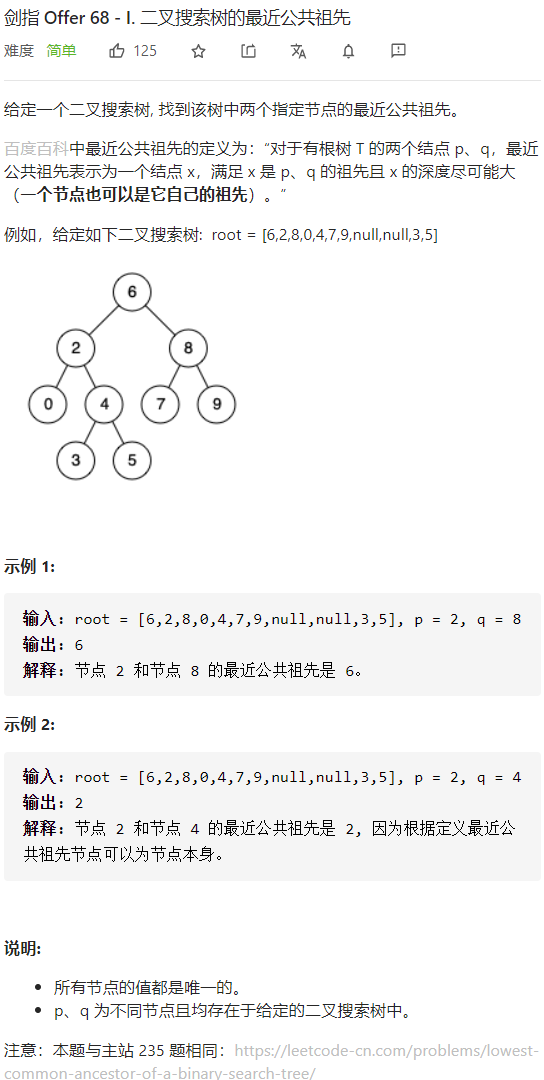 剑指 Offer 68 - I. 二叉搜索树的最近公共祖先
难度 简单 125
给定一个二叉搜索树, 找到该树中两个指定节点的最近公共祖先。
百度百科中最近公共祖先的定义为：“对于有根树 T 的两个结点 p、q，最近
公共祖先表示为一个结点 x，满足 x 是 p、q 的祖先且 x 的深度尽可能大
（一个节点也可以是它自己的祖先）。”
例如，给定如下二叉搜索树: root = [6,2,8,0,4,7,9,null,null,3,5]
6
2 8
0 4 7 9
3 5
示例 1:
输入: root = [6,2,8,0,4,7,9,null,null,3,5], p = 2, q = 8
输出: 6
解释: 节点 2 和节点 8 的最近公共祖先是 6。
示例 2:
输入: root = [6,2,8,0,4,7,9,null,null,3,5], p = 2, q = 4
输出: 2
解释: 节点 2 和节点 4 的最近公共祖先是 2, 因为根据定义最近公
共祖先节点可以为节点本身。
说明:
所有节点的值都是唯一的。
p、q 为不同节点且均存在于给定的二叉搜索树中。
注意：本题与主站 235 题相同：https://leetcode-cn.com/problems/lowest-
common-ancestor-of-a-binary-search-tree/